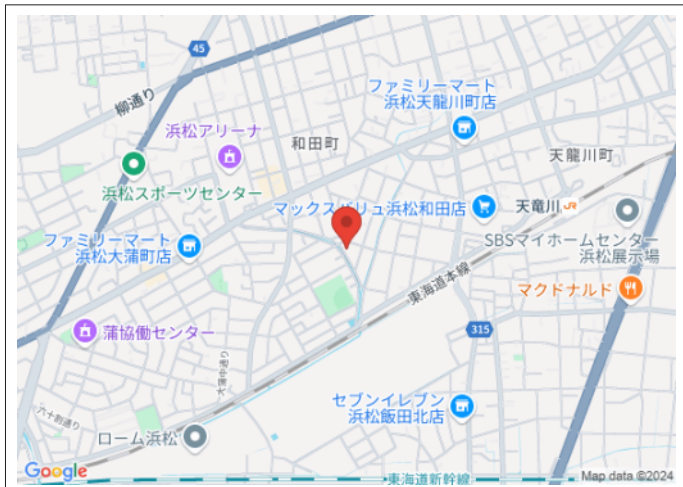 45
柳通り
ファミリーマート
浜松天龍川町店
浜松アリーナ
和田町
天龍川町
浜松スポーツセンター
マックスバリュ浜松和田店
天竜川 JR
ファミリーマート
浜松大蒲町店
SBSマイホームセンター
浜松展示場
東海道本線
マクドナルド
蒲協働センター
315
大蒲中通り
セブンイレブン
浜松飯田北店
六十割通り
ローム浜松
Google
東海道新幹線
Map data ©2024